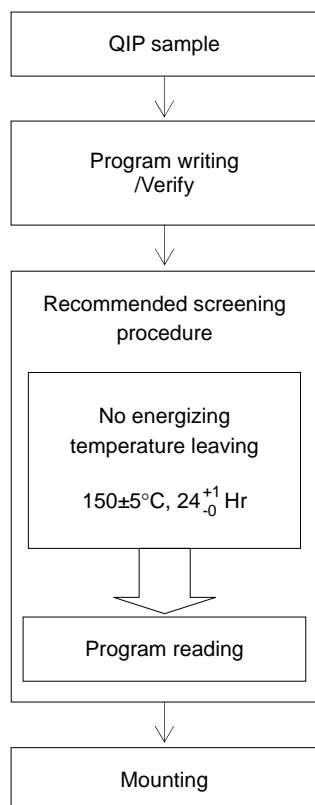 QIP sample
Program writing
/Verify
Recommended screening
procedure
No energizing
temperature leaving
150±5°C, 24 +1 -0 Hr
Program reading
Mounting